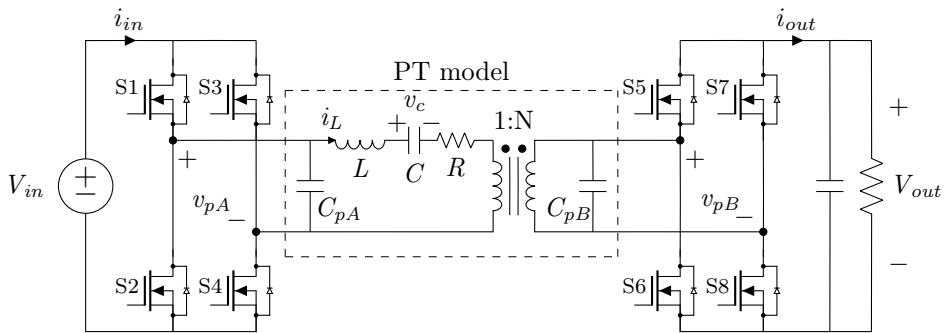 i_in
i_out
S1
S3
PT model
S5
S7
v_c
i_L
+
−
1:N
+
+
+
L
C
R
V_in
+
−
v_pA
−
C_pA
C_pB
v_pB
−
V_out
S2
S4
S6
S8
−